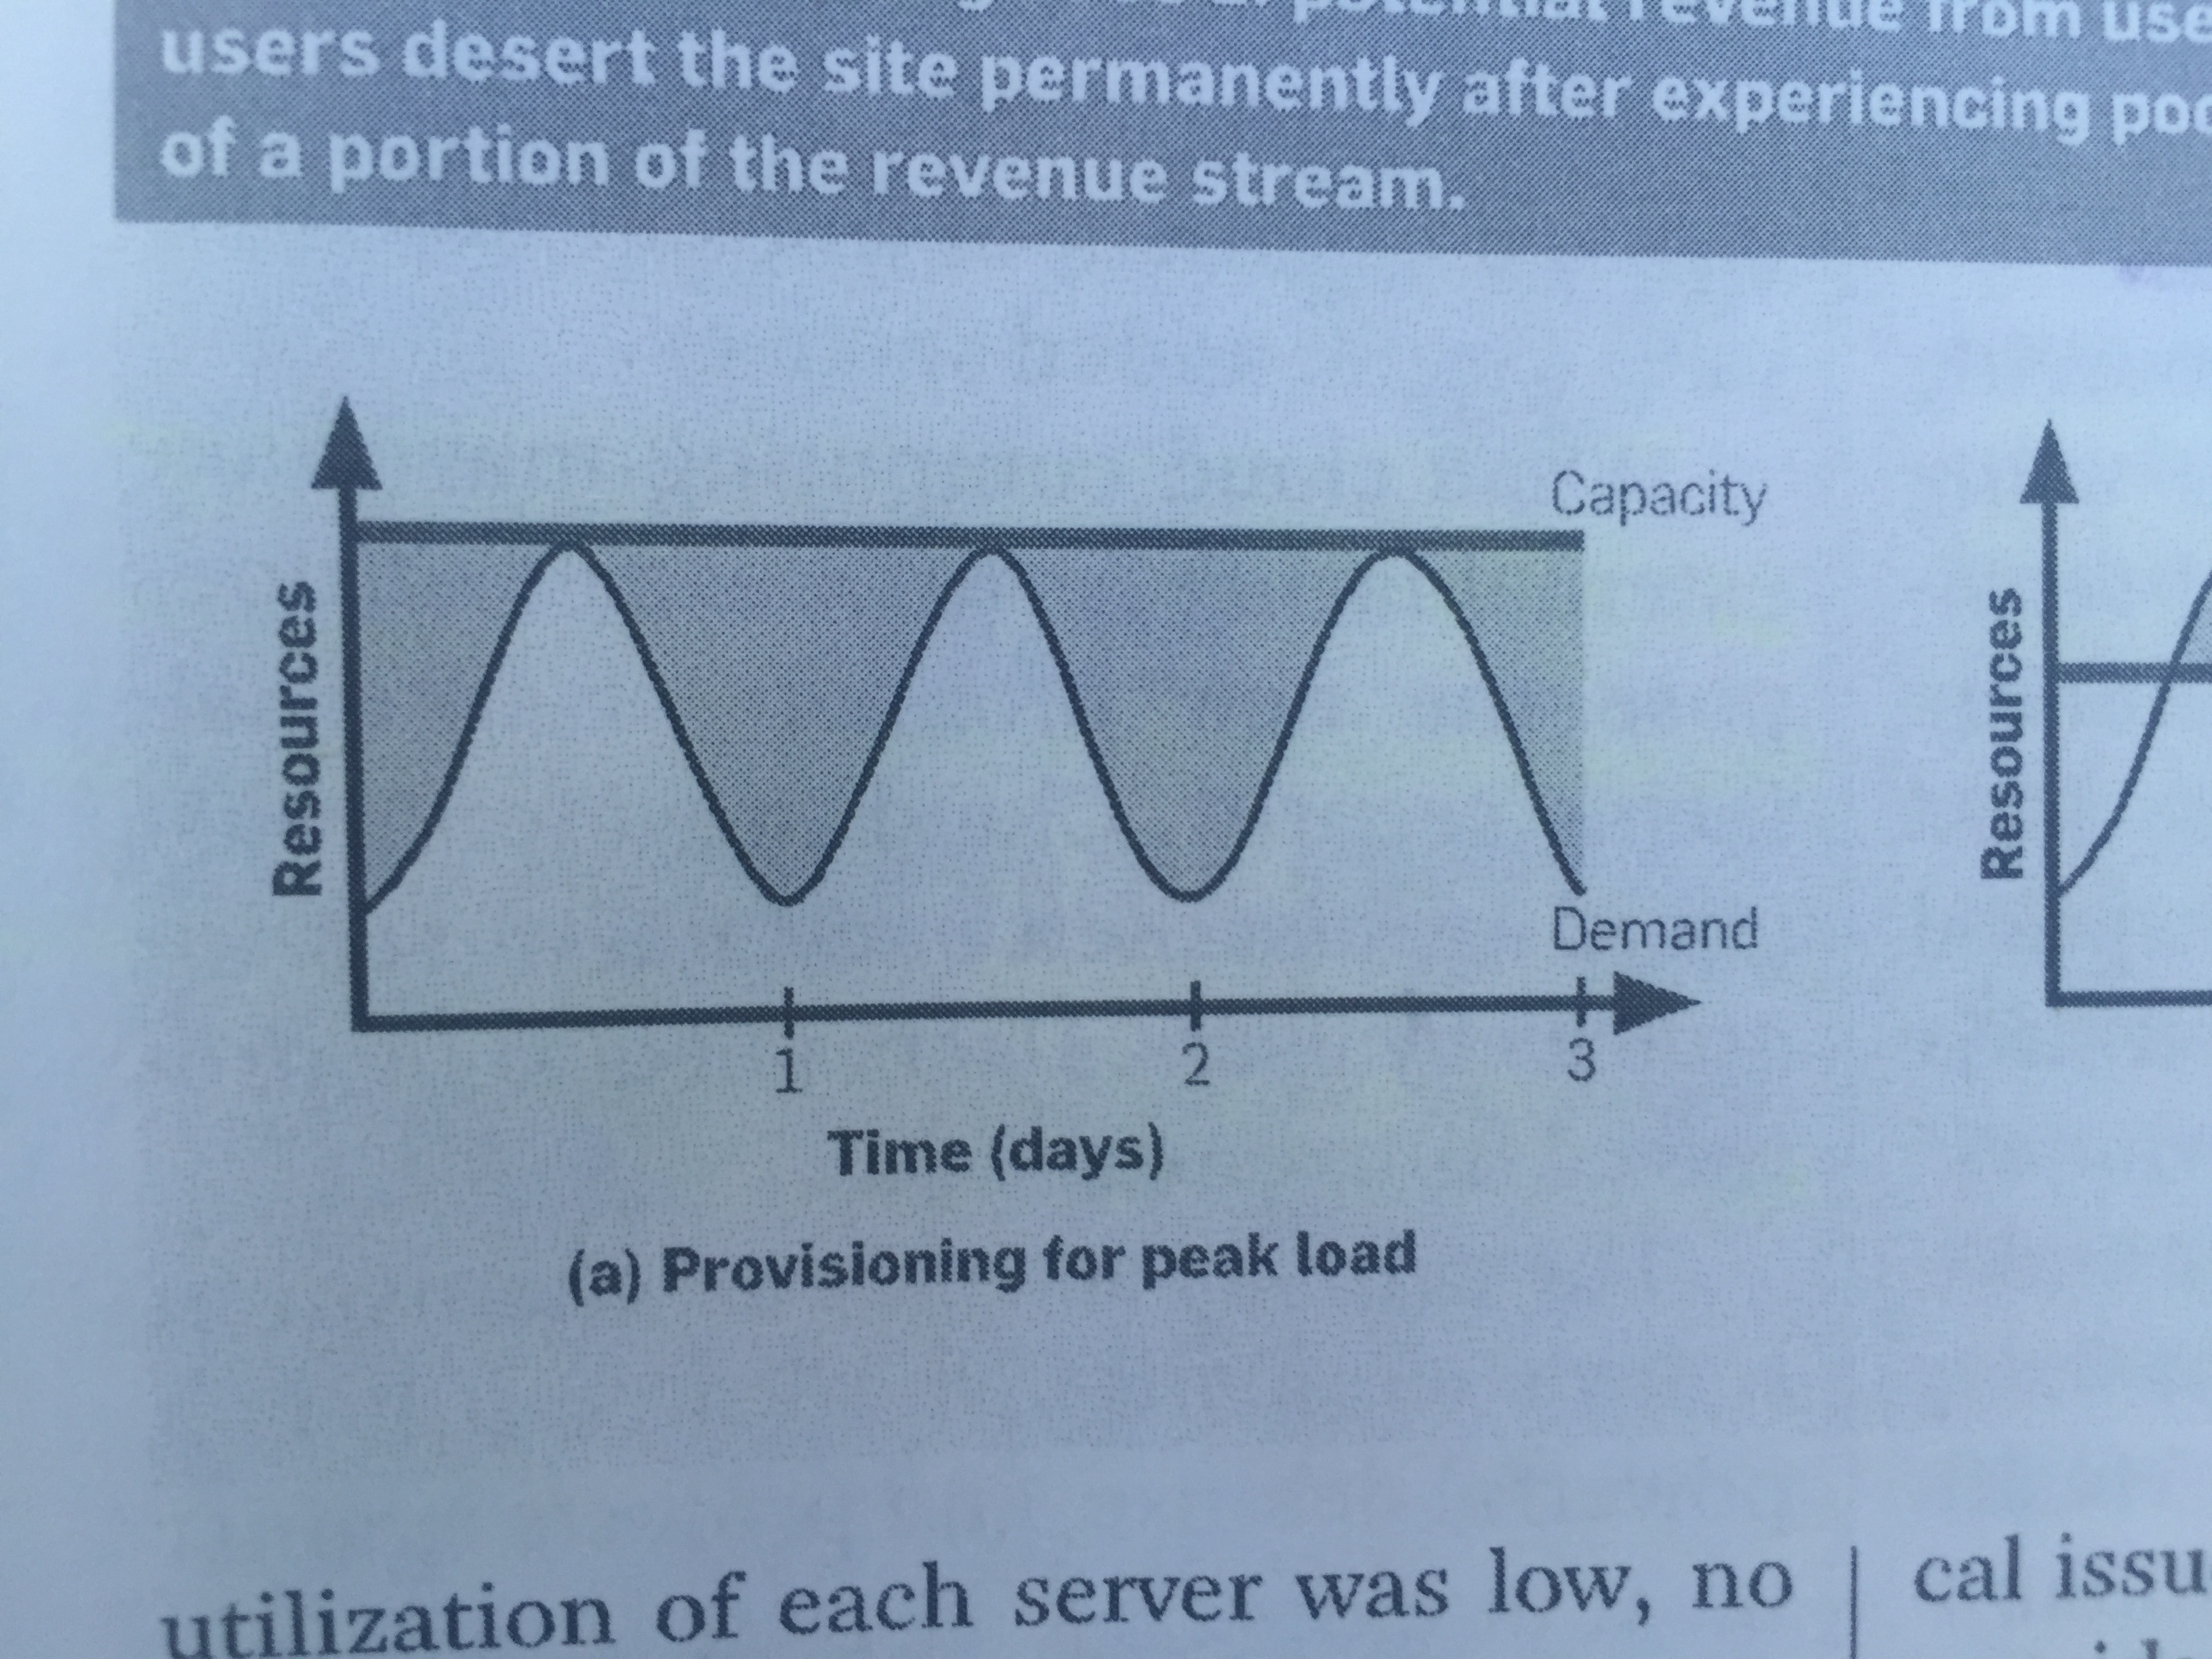 potential revenue from use
users desert the site permanently after experiencing poo
of a portion of the revenue stream.
Capacity
Resources
Demand
1 2 3
Time (days)
(a) Provisioning for peak load
Resources
utilization of each server was low, no
cal issu